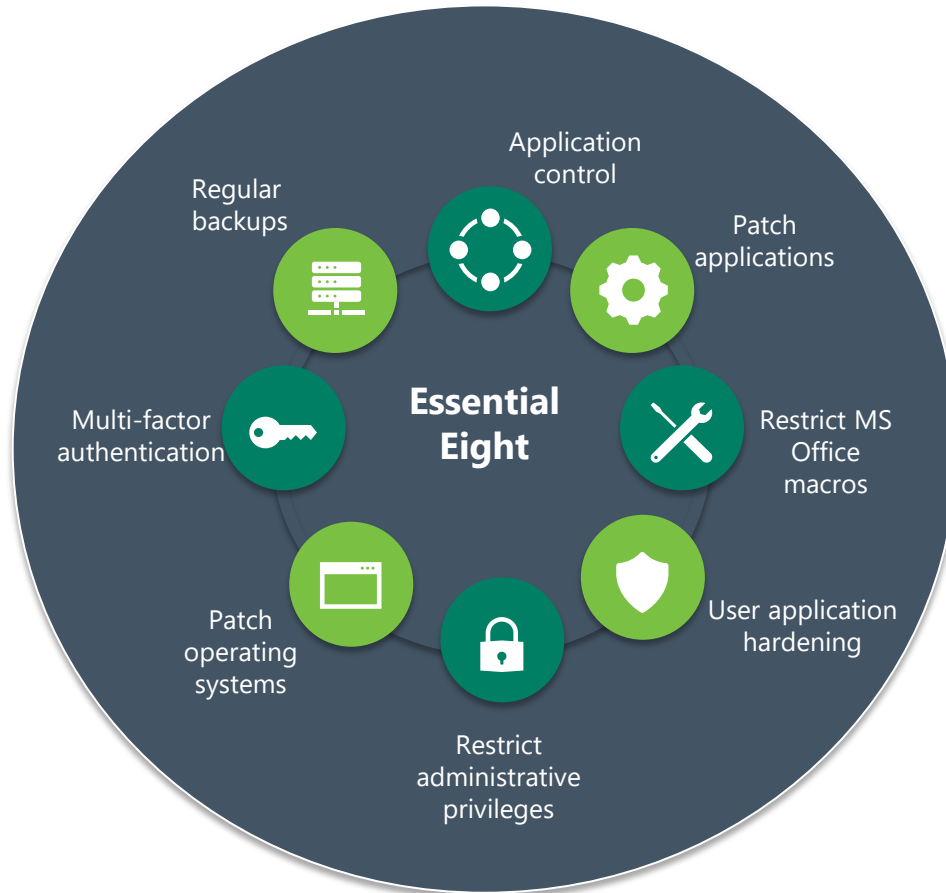 Application
control
Regular
backups
Patch
applications
Essential
Eight
Multi-factor
authentication
Restrict MS
Office
macros
User application
hardening
Patch
operating
systems
Restrict
administrative
privileges